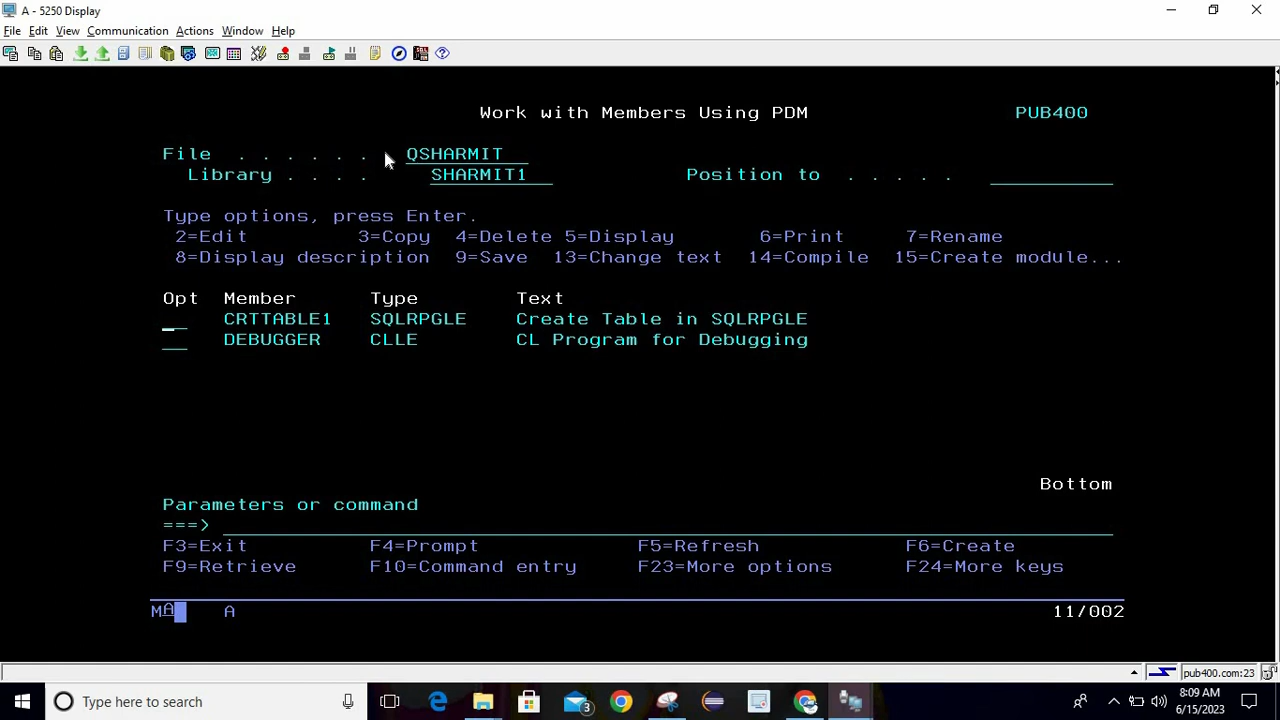 A - 5250 Display
File Edit View Communication Actions Window Help
Work with Members Using PDM PUB400
File . . . . . . QSHARMIT
Library . . . . SHARMIT1 Position to . . . . .
Type options, press Enter.
2=Edit 3=Copy 4=Delete 5=Display 6=Print 7=Rename
8=Display description 9=Save 13=Change text 14=Compile 15=Create module...
Opt Member Type Text
CRTTABLE1 SQLRPGLE Create Table in SQLRPGLE
DEBUGGER CLLE CL Program for Debugging
Bottom
Parameters or command
===>
F3=Exit F4=Prompt F5=Refresh F6=Create
F9=Retrieve F10=Command entry F23=More options F24=More keys
MA A 11/002
pub400.com:23
Type here to search 3 8:09 AM
6/15/2023